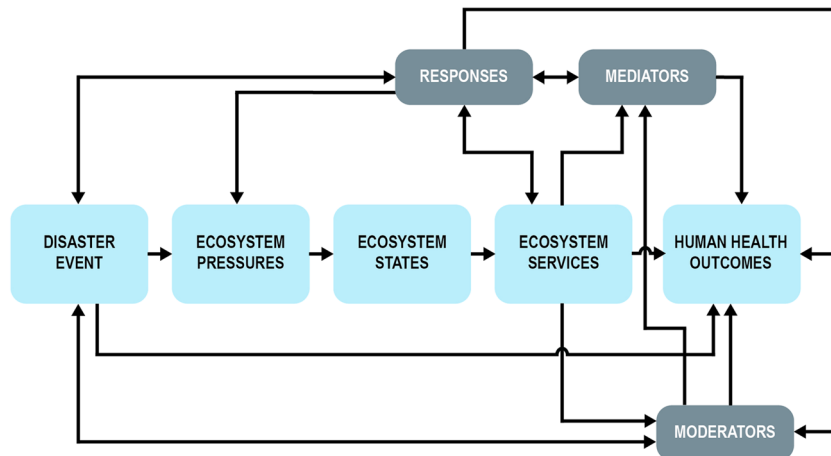 RESPONSES
MEDIATORS
DISASTER
EVENT
ECOSYSTEM
PRESSURES
ECOSYSTEM
STATES
ECOSYSTEM
SERVICES
HUMAN HEALTH
OUTCOMES
MODERATORS